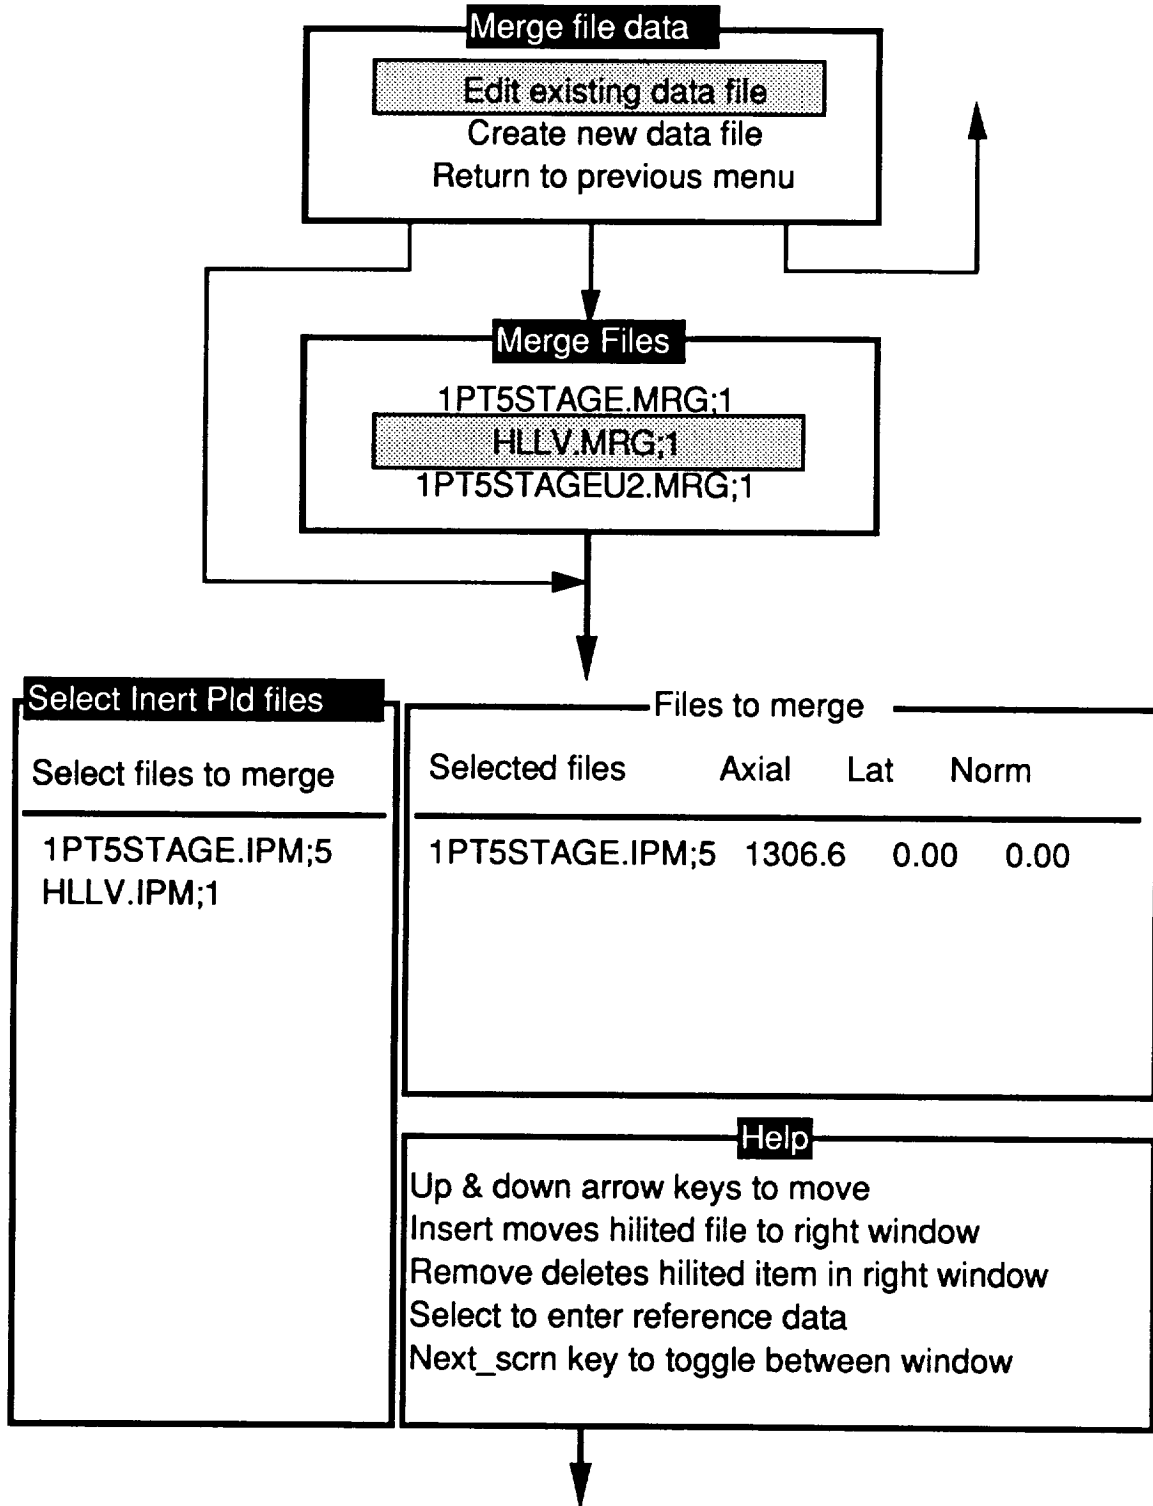 Merge file data
Edit existing data file
Create new data file
Return to previous menu
Merge Files
1PT5STAGE.MRG;1
HLLV.MRG;1
1PT5STAGEU2.MRG;1
Select Inert Pld files
Select files to merge
1PT5STAGE.IPM;5
HLLV.IPM;1
Files to merge
Selected files Axial Lat Norm
1PT5STAGE.IPM;5 1306.6 0.00 0.00
Help
Up & down arrow keys to move
Insert moves hilited file to right window
Remove deletes hilited item in right window
Select to enter reference data
Next_scrn key to toggle between window